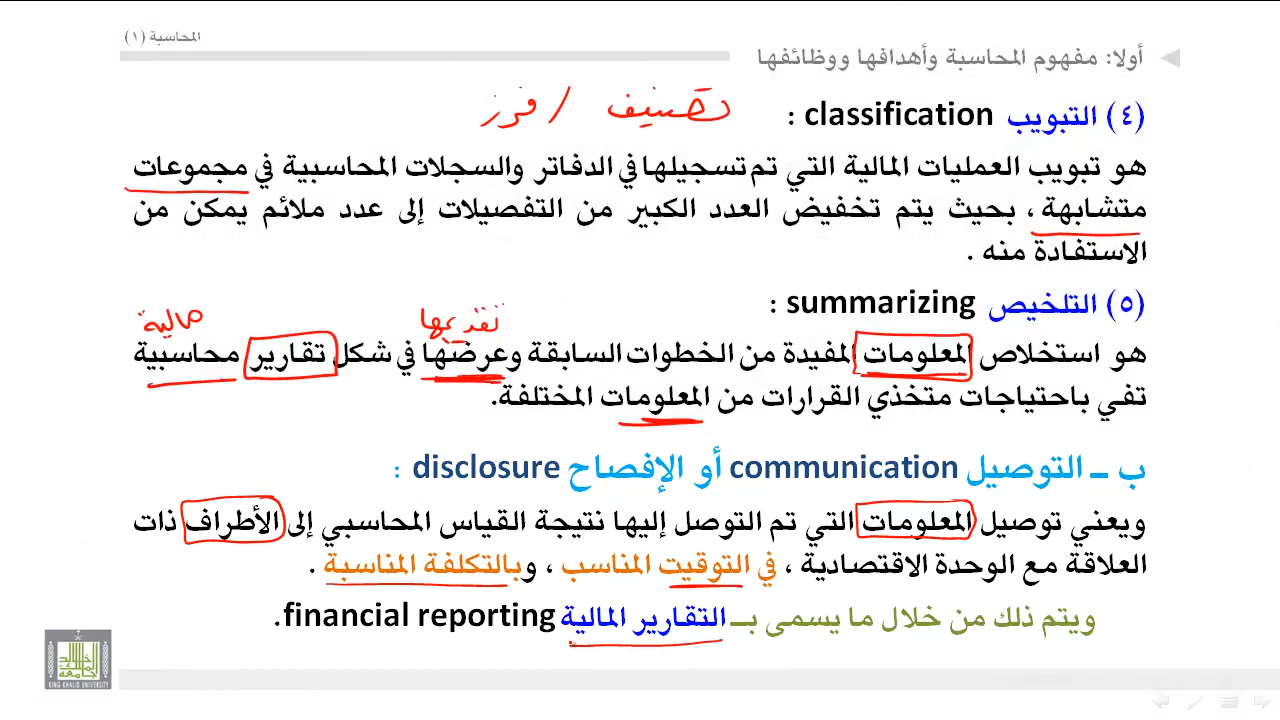 المحاسبة (١)
أولا: مفهوم المحاسبة وأهدافها ووظائفها
(٤) التبويب classification : تصنيف / فرز
هو تبويب العمليات المالية التي تم تسجيلها في الدفاتر والسجلات المحاسبية في مجموعات
متشابهة ، بحيث يتم تخفيض العدد الكبير من التفصيلات إلى عدد ملائم يمكن من
الاستفادة منه .
(٥) التلخيص summarizing :
تقديمها مالية
هو استخلاص المعلومات المفيدة من الخطوات السابقة وعرضها في شكل تقارير محاسبية
تفي باحتياجات متخذي القرارات من المعلومات المختلفة.
ب ــ التوصيل communication أو الإفصاح disclosure :
ويعني توصيل المعلومات التي تم التوصل إليها نتيجة القياس المحاسبي إلى الأطراف ذات
العلاقة مع الوحدة الاقتصادية ، في التوقيت المناسب ، وبالتكلفة المناسبة .
ويتم ذلك من خلال ما يسمى بــ التقارير المالية financial reporting.
KING KHALID UNIVERSITY